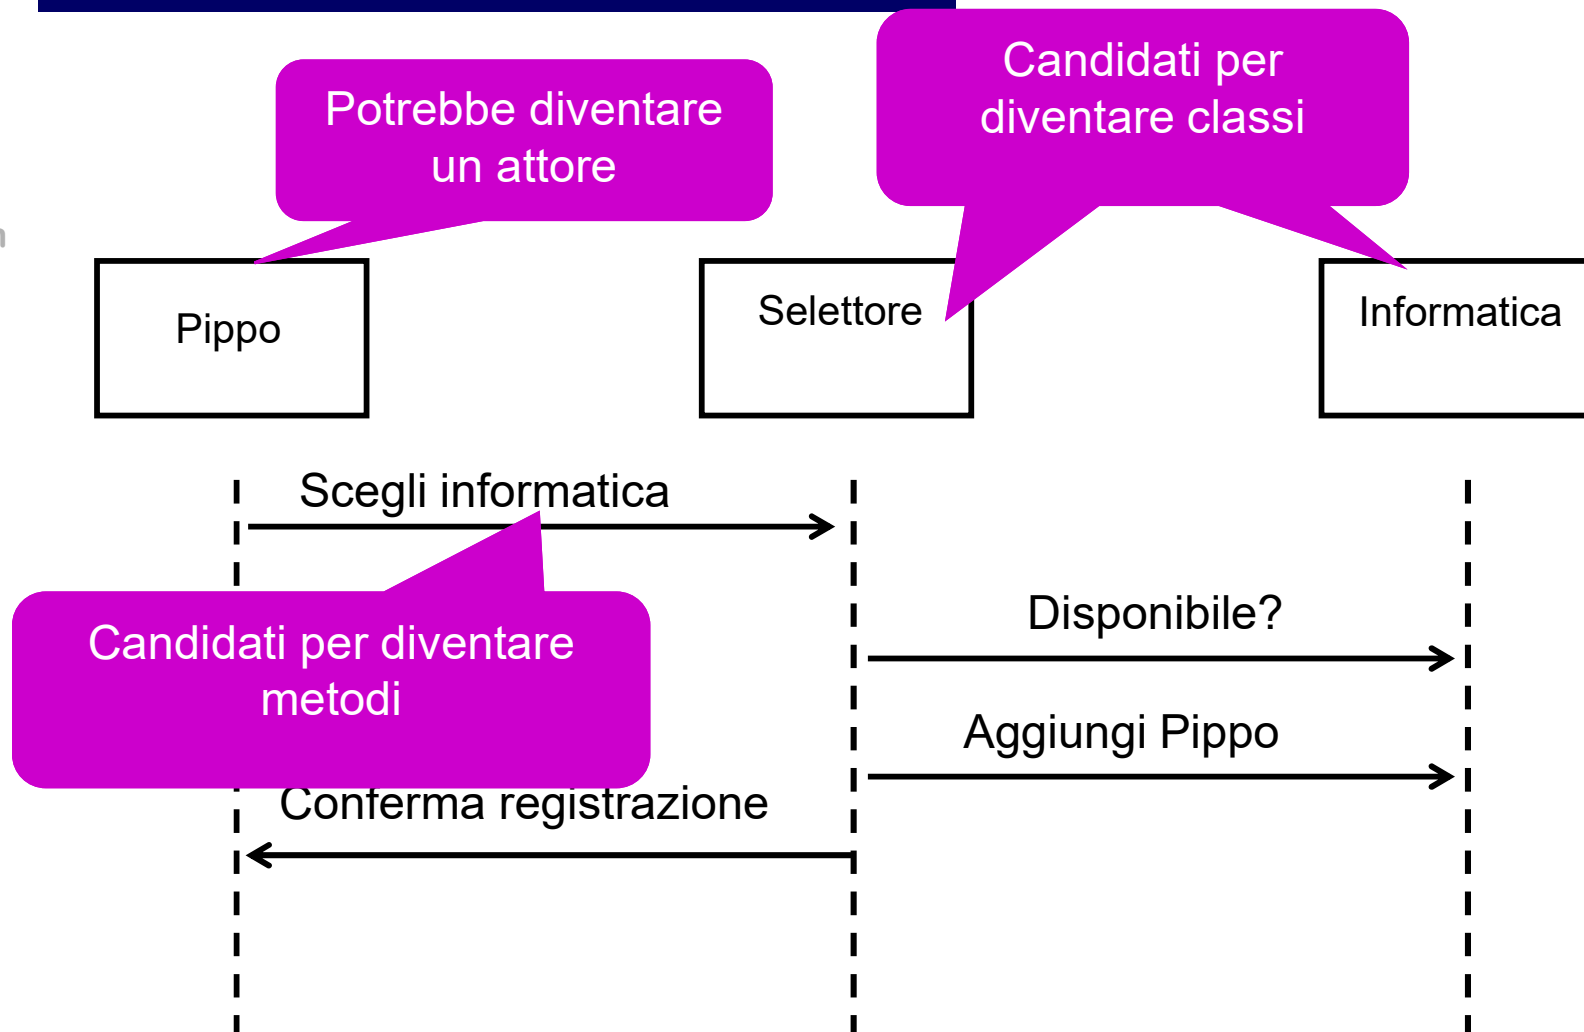 Candidati per
diventare classi
Potrebbe diventare
un attore
Pippo
Selettore
Informatica
Scegli informatica
Disponibile?
Candidati per diventare
metodi
Aggiungi Pippo
Conferma registrazione